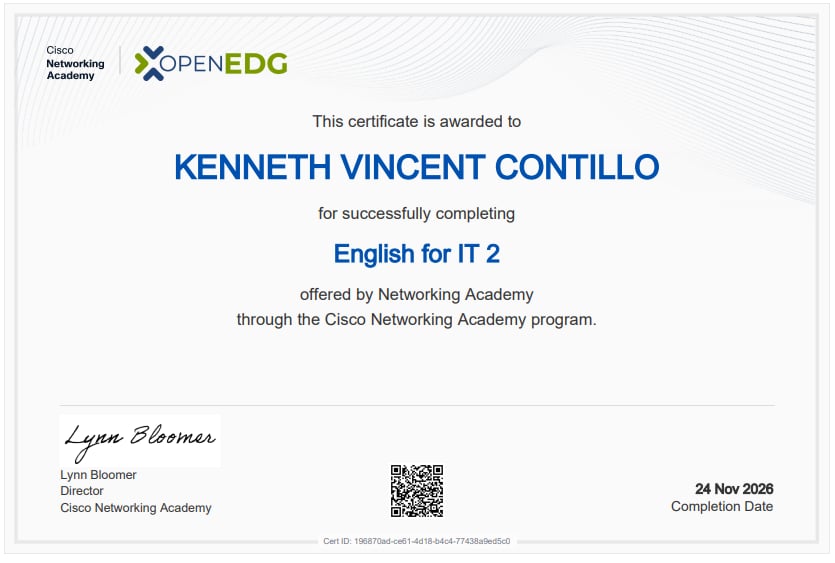 Cisco
Networking
Academy
OPENEDG
This certificate is awarded to
KENNETH VINCENT CONTILLO
for successfully completing
English for IT 2
offered by Networking Academy
through the Cisco Networking Academy program.
Lynn Bloomer
Lynn Bloomer
Director
Cisco Networking Academy
24 Nov 2026
Completion Date
Cert ID: 196870ad-ce61-4d18-b4c4-77438a9ed5c0